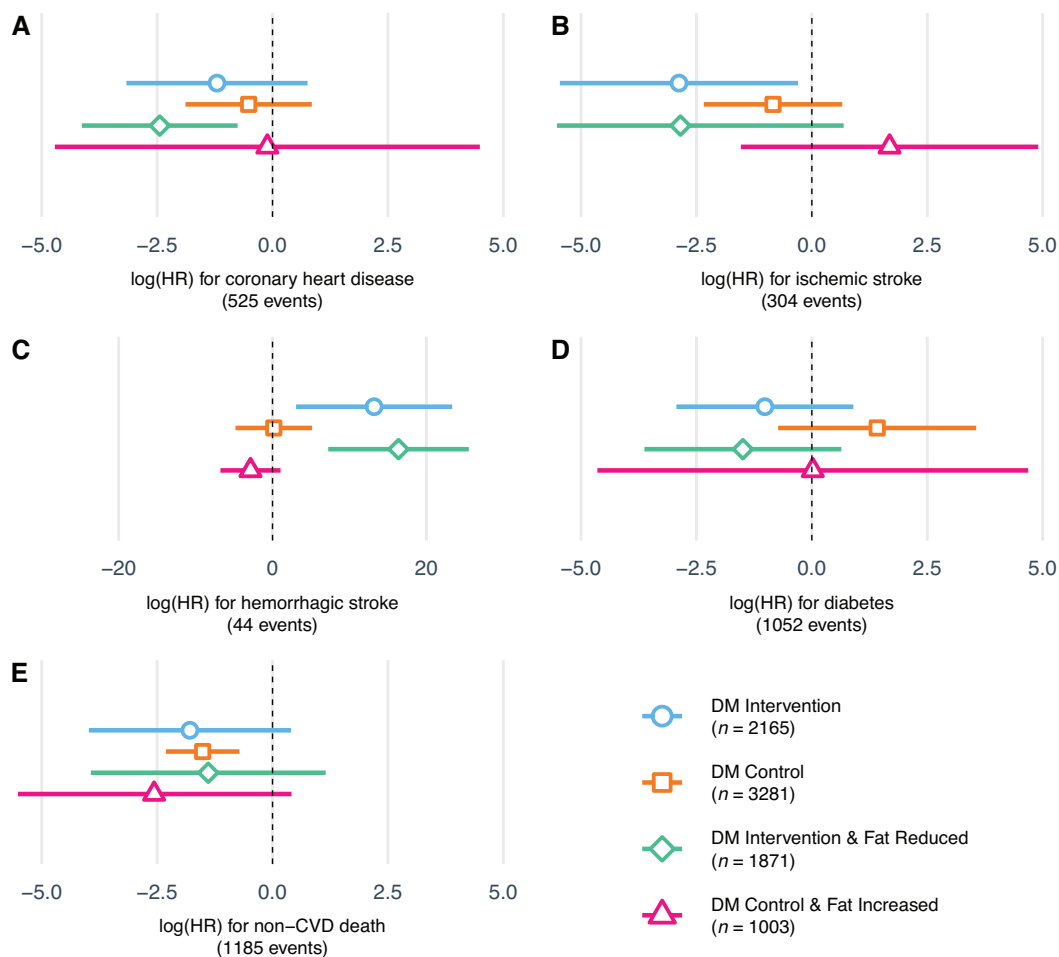 A
−5.0 −2.5 0.0 2.5 5.0
log(HR) for coronary heart disease
(525 events)
B
−5.0 −2.5 0.0 2.5 5.0
log(HR) for ischemic stroke
(304 events)
C
−20 0 20
log(HR) for hemorrhagic stroke
(44 events)
D
−5.0 −2.5 0.0 2.5 5.0
log(HR) for diabetes
(1052 events)
E
−5.0 −2.5 0.0 2.5 5.0
log(HR) for non−CVD death
(1185 events)
DM Intervention
(n = 2165)
DM Control
(n = 3281)
DM Intervention & Fat Reduced
(n = 1871)
DM Control & Fat Increased
(n = 1003)